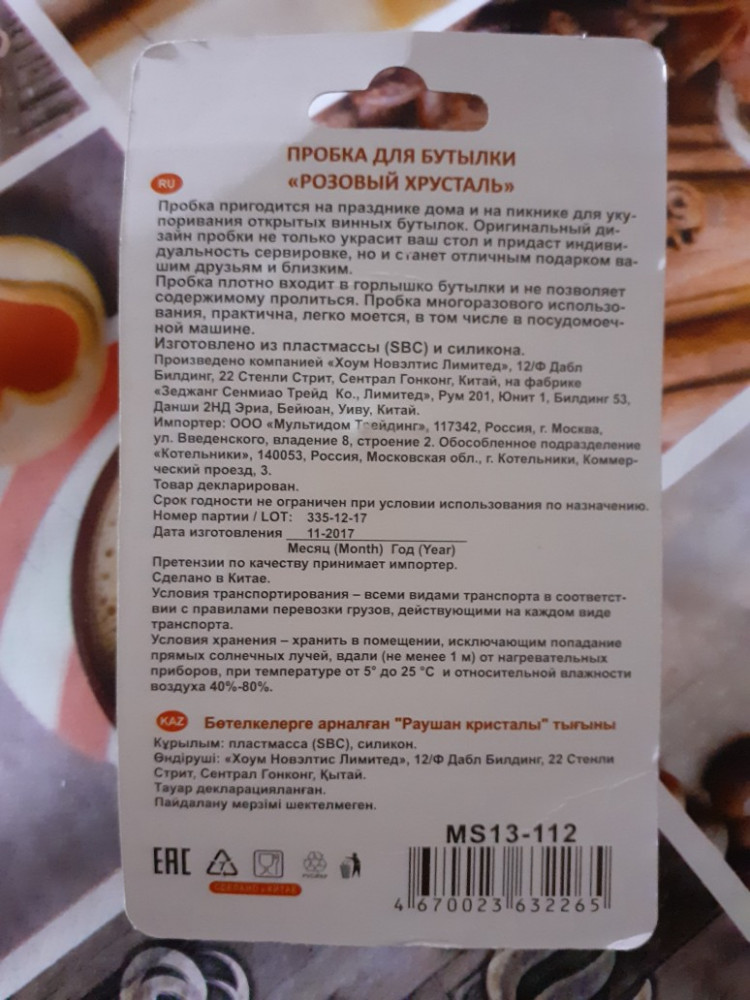 ПРОБКА ДЛЯ БУТЫЛКИ
«РОЗОВЫЙ ХРУСТАЛЬ»
RU
Пробка пригодится на празднике дома и на пикнике для уку-
поривания открытых винных бутылок. Оригинальный ди-
зайн пробки не только украсит ваш стол и придаст индиви-
дуальность сервировке, но и станет отличным подарком ва-
шим друзьям и близким.
Пробка плотно входит в горлышко бутылки и не позволяет
содержимому пролиться. Пробка многоразового использо-
вания, практична, легко моется, в том числе в посудомоеч-
ной машине.
Изготовлено из пластмассы (SBC) и силикона.
Произведено компанией «Хоум Новэлтис Лимитед», 12/Ф Дабл
Билдинг, 22 Стенли Стрит, Сентрал Гонконг, Китай, на фабрике
«Зеджанг Сенмиао Трейд Ко., Лимитед», Рум 201, Юнит 1, Билдинг 53,
Данши 2НД Эриа, Бейюан, Уиву, Китай.
Импортер: ООО «Мультидом Трейдинг», 117342, Россия, г. Москва,
ул. Введенского, владение 8, строение 2. Обособленное подразделение
«Котельники», 140053, Россия, Московская обл., г. Котельники, Коммер-
ческий проезд, 3.
Товар декларирован.
Срок годности не ограничен при условии использования по назначению.
Номер партии / LOT: 335-12-17
Дата изготовления 11-2017
Месяц (Month) Год (Year)
Претензии по качеству принимает импортер.
Сделано в Китае.
Условия транспортирования – всеми видами транспорта в соответст-
вии с правилами перевозки грузов, действующими на каждом виде
транспорта.
Условия хранения – хранить в помещении, исключающим попадание
прямых солнечных лучей, вдали (не менее 1 м) от нагревательных
приборов, при температуре от 5° до 25 °С и относительной влажности
воздуха 40%-80%.
KAZ Бөтелкелерге арналған "Раушан кристалы" тығыны
Құрылым: пластмасса (SBC), силикон.
Өндіруші: «Хоум Новэлтис Лимитед», 12/Ф Дабл Билдинг, 22 Стенли
Стрит, Сентрал Гонконг, Қытай.
Тауар декларацияланған.
Пайдалану мерзімі шектелмеген.
MS13-112
EAC 7
СДЕЛАНО в КИТАЕ
4 670023 632265